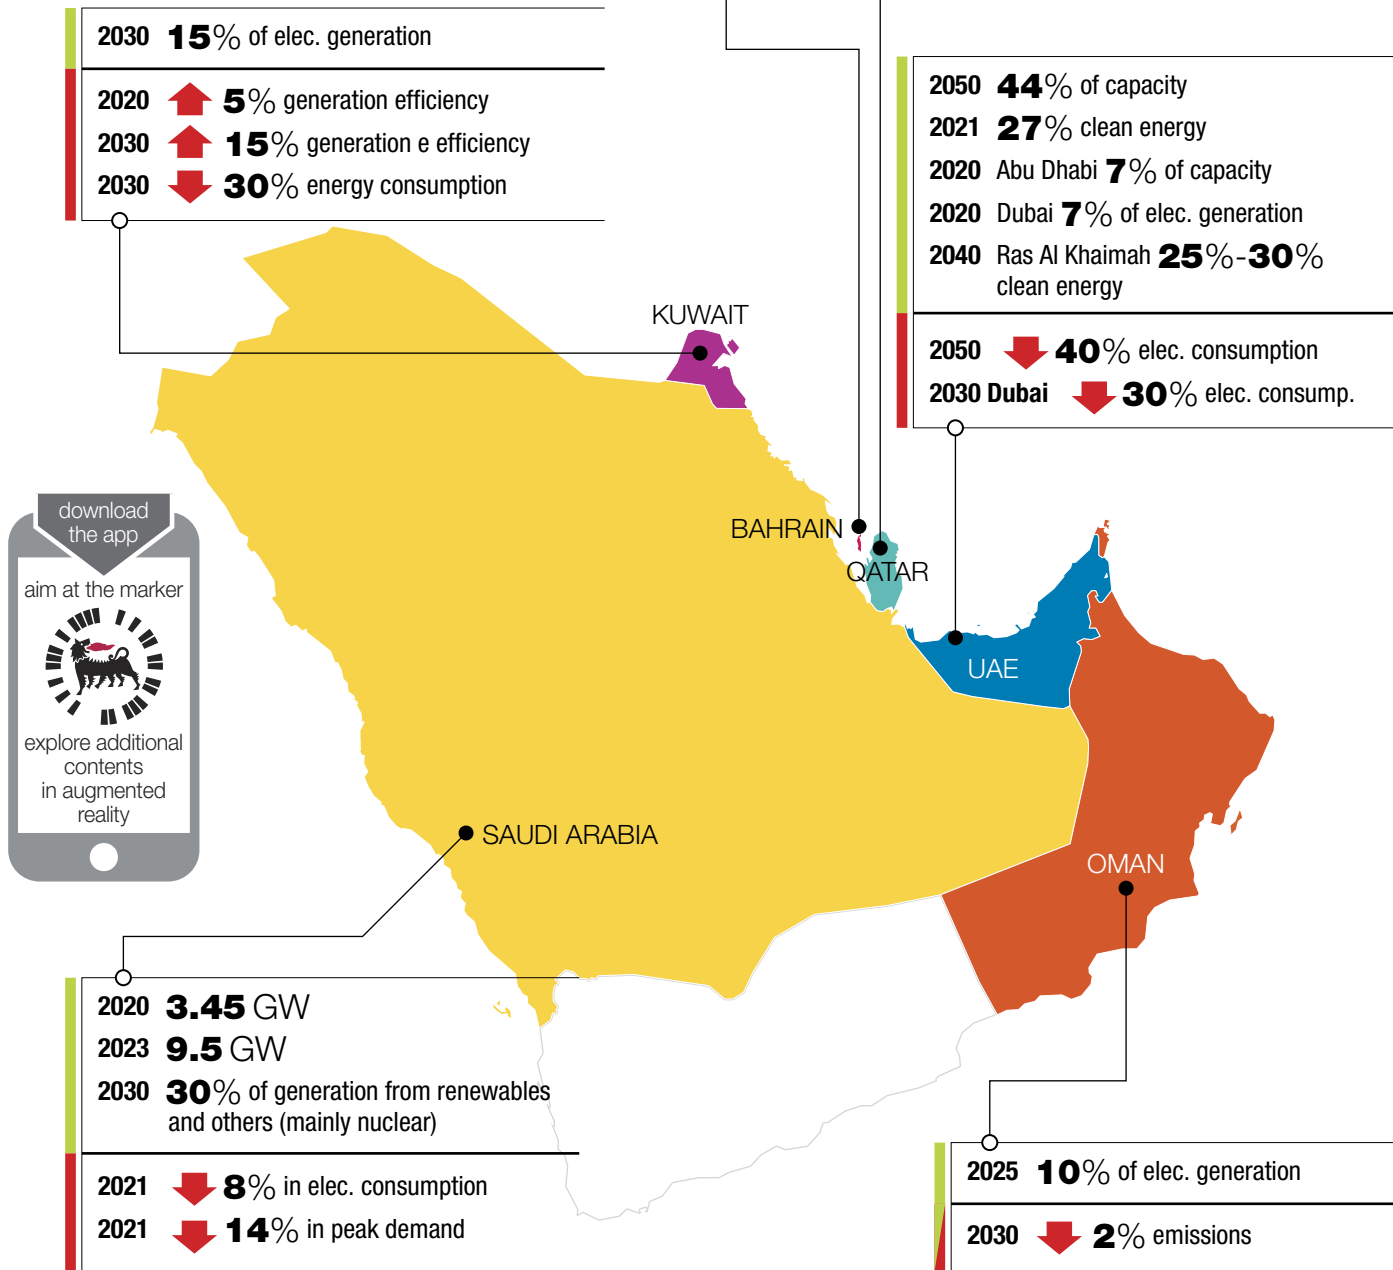 2030 15% of elec. generation
2020 5% generation efficiency
2030 15% generation e efficiency
2030 30% energy consumption
2050 44% of capacity
2021 27% clean energy
2020 Abu Dhabi 7% of capacity
2020 Dubai 7% of elec. generation
2040 Ras Al Khaimah 25%-30%
clean energy
2050 40% elec. consumption
2030 Dubai 30% elec. consump.
KUWAIT
BAHRAIN
QATAR
UAE
SAUDI ARABIA
OMAN
download
the app
aim at the marker
explore additional
contents
in augmented
reality
2020 3.45 GW
2023 9.5 GW
2030 30% of generation from renewables
and others (mainly nuclear)
2021 8% in elec. consumption
2021 14% in peak demand
2025 10% of elec. generation
2030 2% emissions